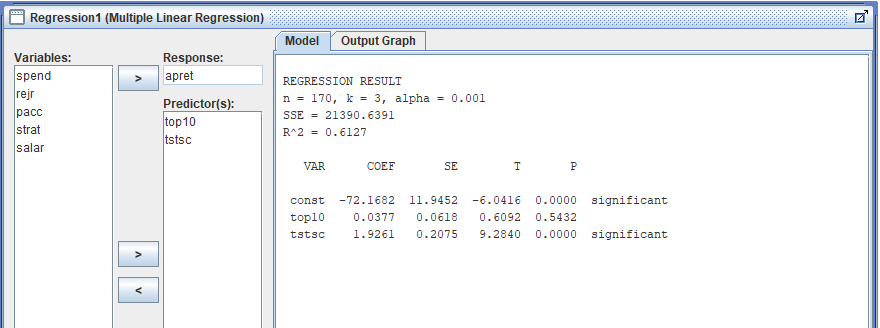 Regression1 (Multiple Linear Regression)
Variables:
spend
rejr
pacc
strat
salar
>
Response:
apret
Predictor(s):
top10
tstsc
>
<
Model Output Graph
REGRESSION RESULT
n = 170, k = 3, alpha = 0.001
SSE = 21390.6391
R^2 = 0.6127
VAR COEF SE T P
const -72.1682 11.9452 -6.0416 0.0000 significant
top10 0.0377 0.0618 0.6092 0.5432
tstsc 1.9261 0.2075 9.2840 0.0000 significant